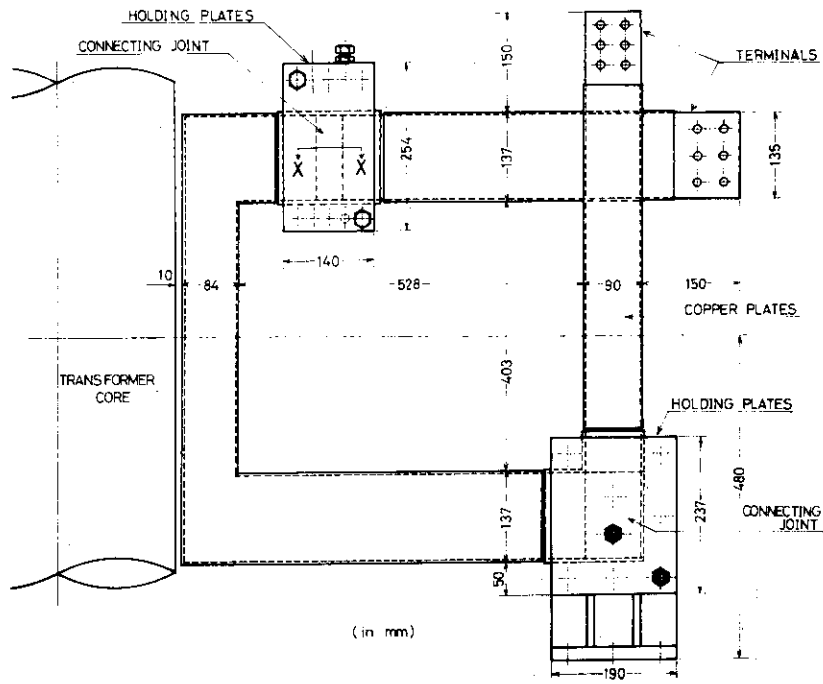 HOLDING PLATES
CONNECTING JOINT
TERMINALS
150
254
137
135
X X
140
10
84
528
90
150
COPPER PLATES
TRANSFORMER
CORE
403
HOLDING PLATES
480
237
CONNECTING
JOINT
137
50
(in mm)
190